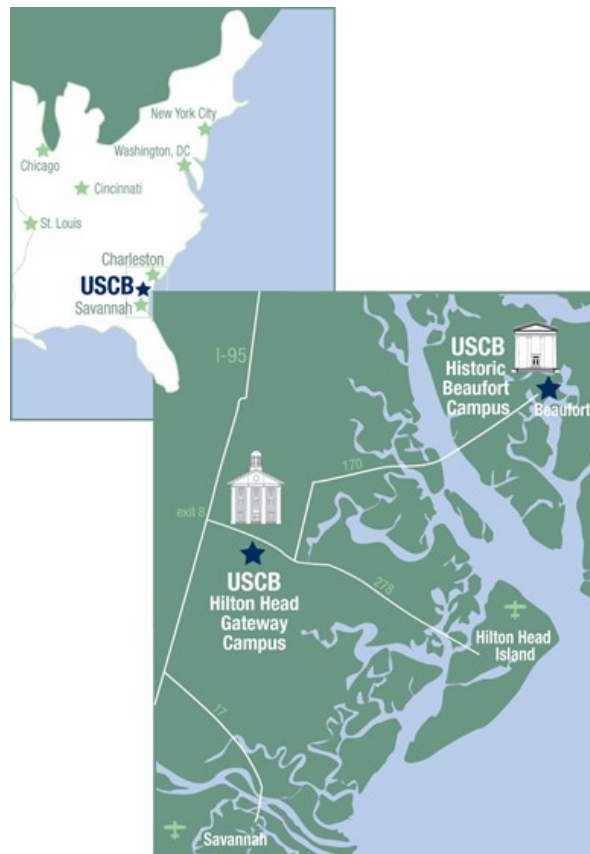 New York City
Washington, DC
Chicago
Cincinnati
St. Louis
Charleston
USCB
Savannah
I-95
USCB
Historic
Beaufort
Campus
Beaufort
170
exit 8
USCB
Hilton Head
Gateway
Campus
278
Hilton Head
Island
17
Savannah